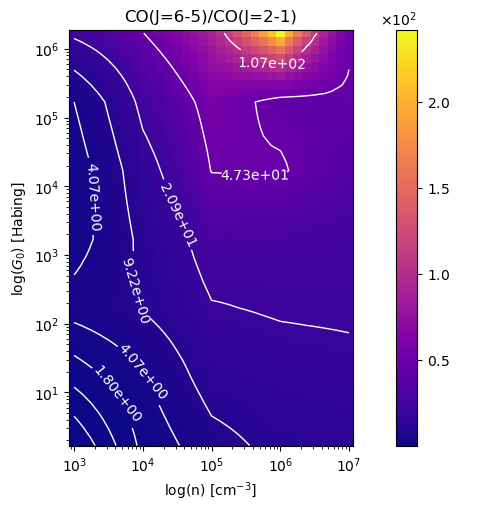 CO(J=6-5)/CO(J=2-1)
×10²
10⁶
10⁵
10⁴
10³
10²
10¹
log(G₀) [Habing]
1.07e+02
4.73e+01
2.09e+01
4.07e+00
9.22e+00
4.07e+00
1.80e+00
10³ 10⁴ 10⁵ 10⁶ 10⁷
log(n) [cm⁻³]
2.0
1.5
1.0
0.5